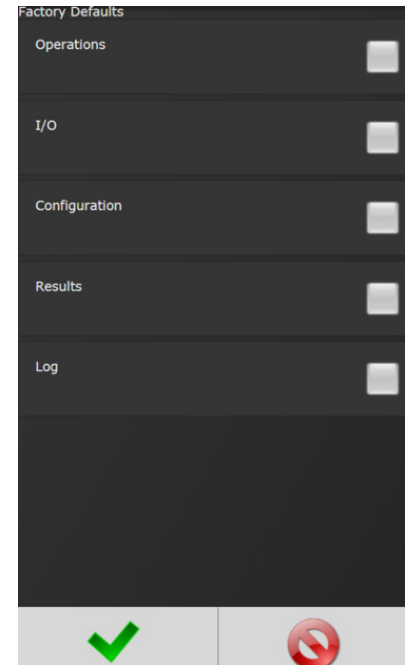 Factory Defaults
Operations
I/O
Configuration
Results
Log